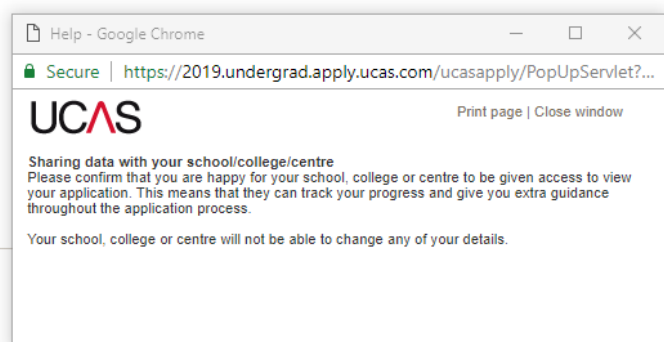 Help - Google Chrome
Secure | https://2019.undergrad.apply.ucas.com/ucasapply/PopUpServlet?...
UCAS
Print page | Close window
Sharing data with your school/college/centre
Please confirm that you are happy for your school, college or centre to be given access to view
your application. This means that they can track your progress and give you extra guidance
throughout the application process.
Your school, college or centre will not be able to change any of your details.